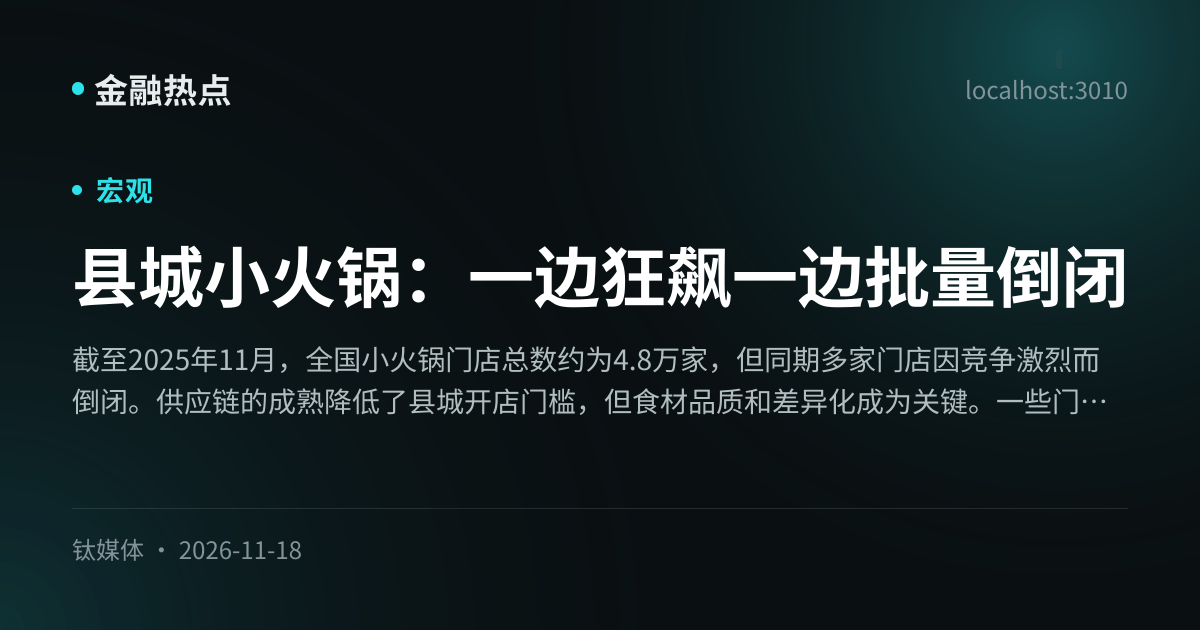 金融热点
localhost:3010
宏观
县城小火锅：一边狂飙一边批量倒闭
截至2025年11月，全国小火锅门店总数约为4.8万家，但同期多家门店因竞争激烈而
倒闭。供应链的成熟降低了县城开店门槛，但食材品质和差异化成为关键。一些门…
钛媒体 • 2026-11-18